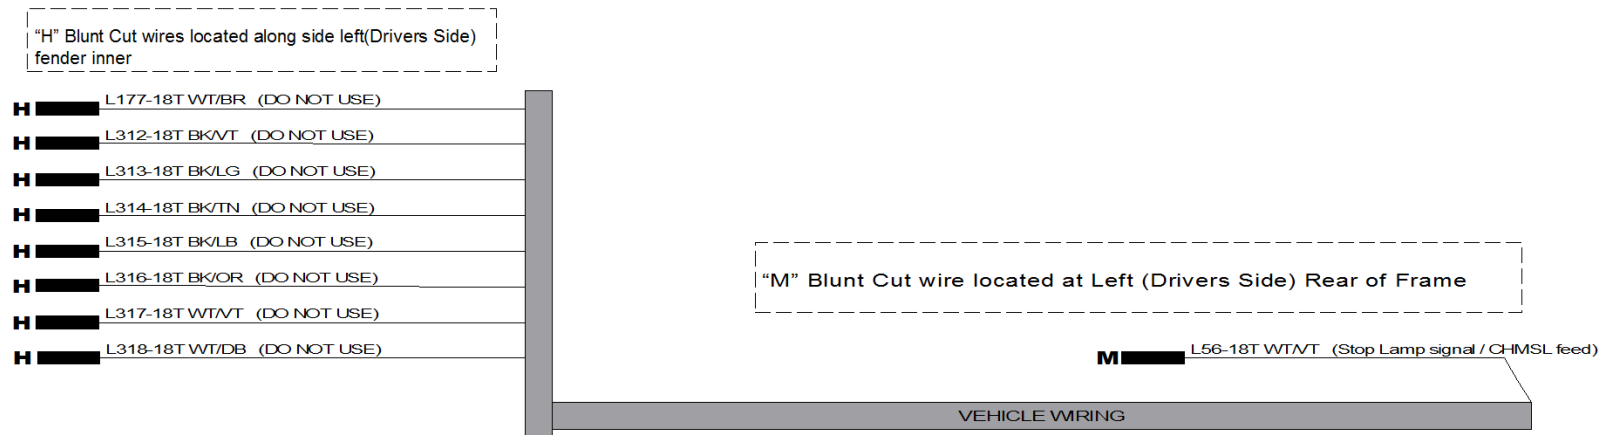 “H” Blunt Cut wires located along side left(Drivers Side)
fender inner
H L177-18T WT/BR (DO NOT USE)
H L312-18T BK/VT (DO NOT USE)
H L313-18T BK/LG (DO NOT USE)
H L314-18T BK/TN (DO NOT USE)
H L315-18T BK/LB (DO NOT USE)
H L316-18T BK/OR (DO NOT USE)
H L317-18T WT/VT (DO NOT USE)
H L318-18T WT/DB (DO NOT USE)
“M” Blunt Cut wire located at Left (Drivers Side) Rear of Frame
M L56-18T WT/VT (Stop Lamp signal / CHMSL feed)
VEHICLE WIRING